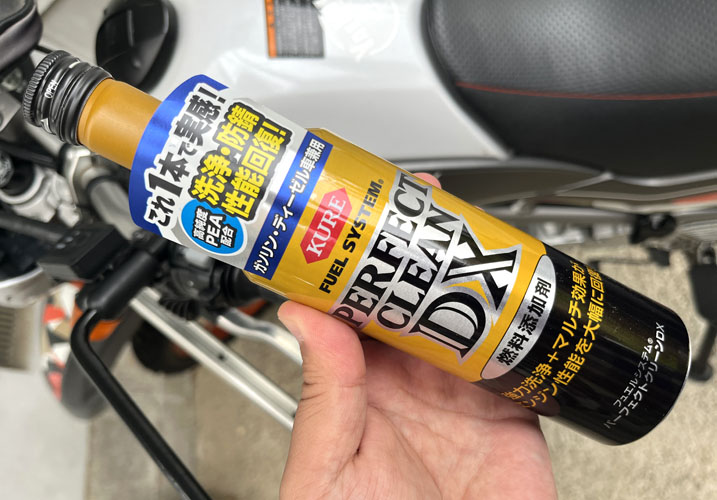 OPEN
これ1本で実感!!
洗浄・防錆
性能回復!!
高純度
PEA
配合
ガソリン・ディーゼル車兼用
KURE
FUEL SYSTEM®
PERFECT
CLEAN
DX
燃料添加剤
強力洗浄+マルチ効果が
エンジン性能を大幅に回復
フュエルシステム®
パーフェクトクリーンDX